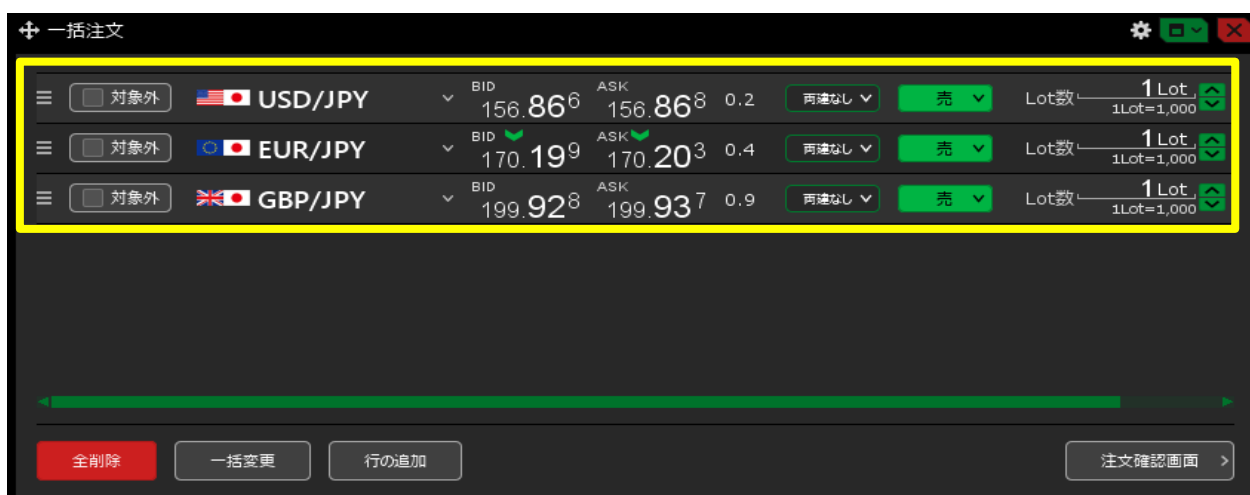 一括注文
対象外 USD/JPY BID 156.866 ASK 156.868 0.2 両建なし 売 Lot数 1 Lot 1Lot=1,000
対象外 EUR/JPY BID 170.199 ASK 170.203 0.4 両建なし 売 Lot数 1 Lot 1Lot=1,000
対象外 GBP/JPY BID 199.928 ASK 199.937 0.9 両建なし 売 Lot数 1 Lot 1Lot=1,000
全削除 一括変更 行の追加 注文確認画面